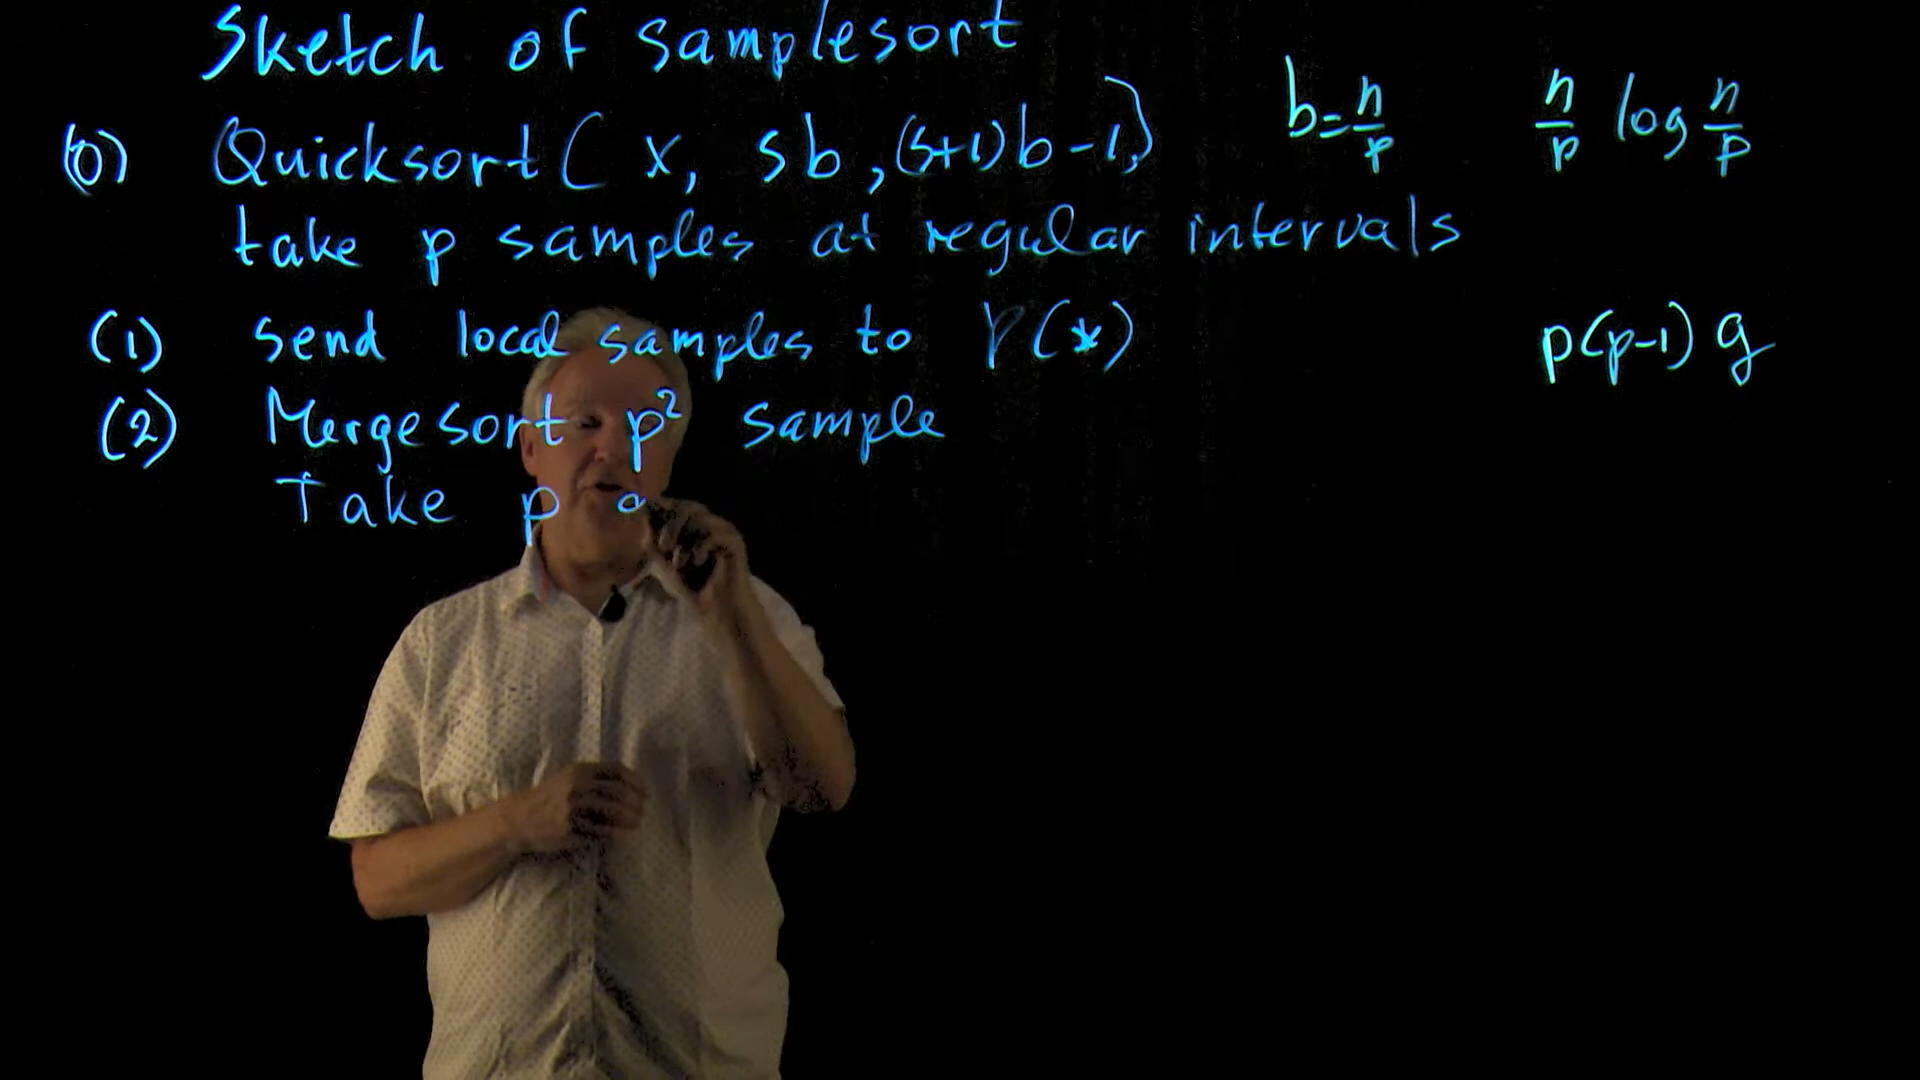 Sketch of samplesort
(0) Quicksort(x, sb, (s+1)b-1) b=n/p n/p log n/p
take p samples at regular intervals
(1) send local samples to P(*) p(p-1)g
(2) Mergesort p² sample
Take p